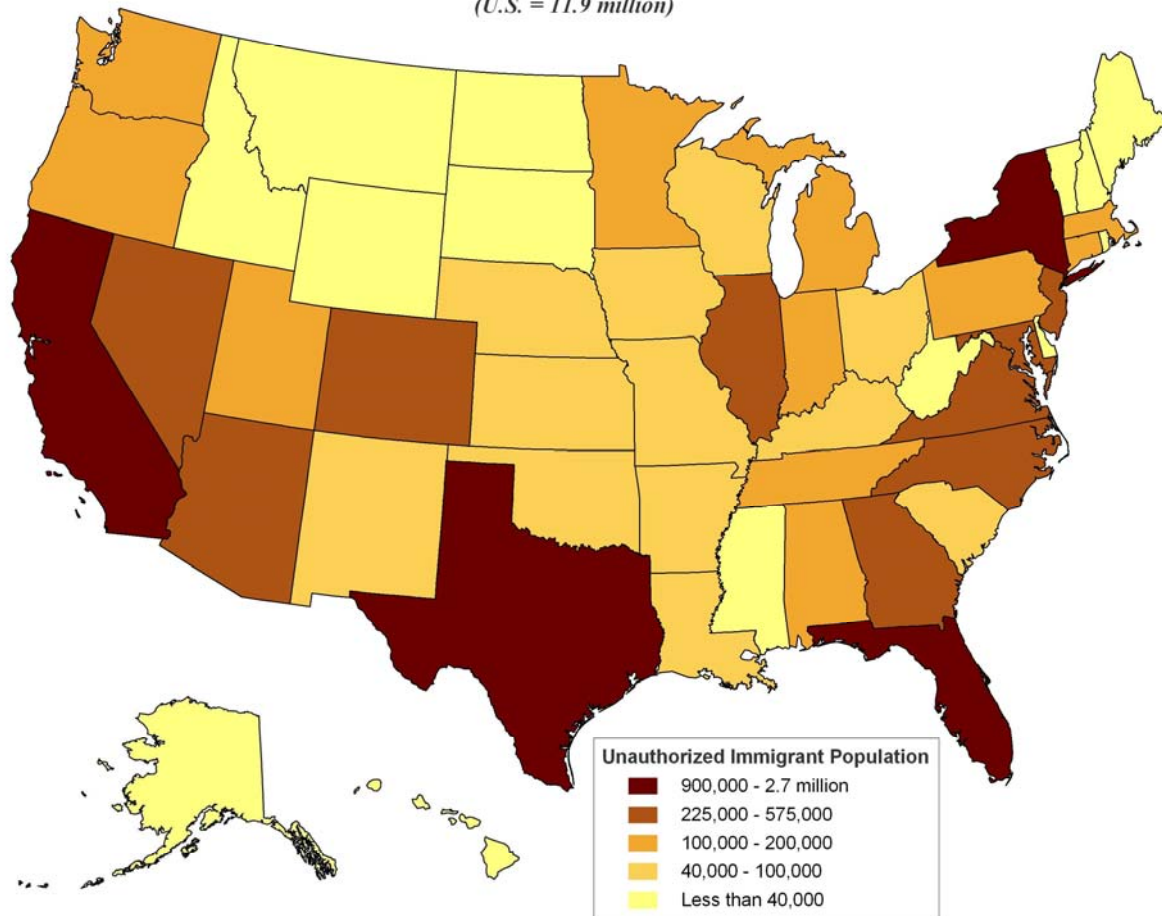 (U.S. = 11.9 million)
Unauthorized Immigrant Population
900,000 - 2.7 million
225,000 - 575,000
100,000 - 200,000
40,000 - 100,000
Less than 40,000